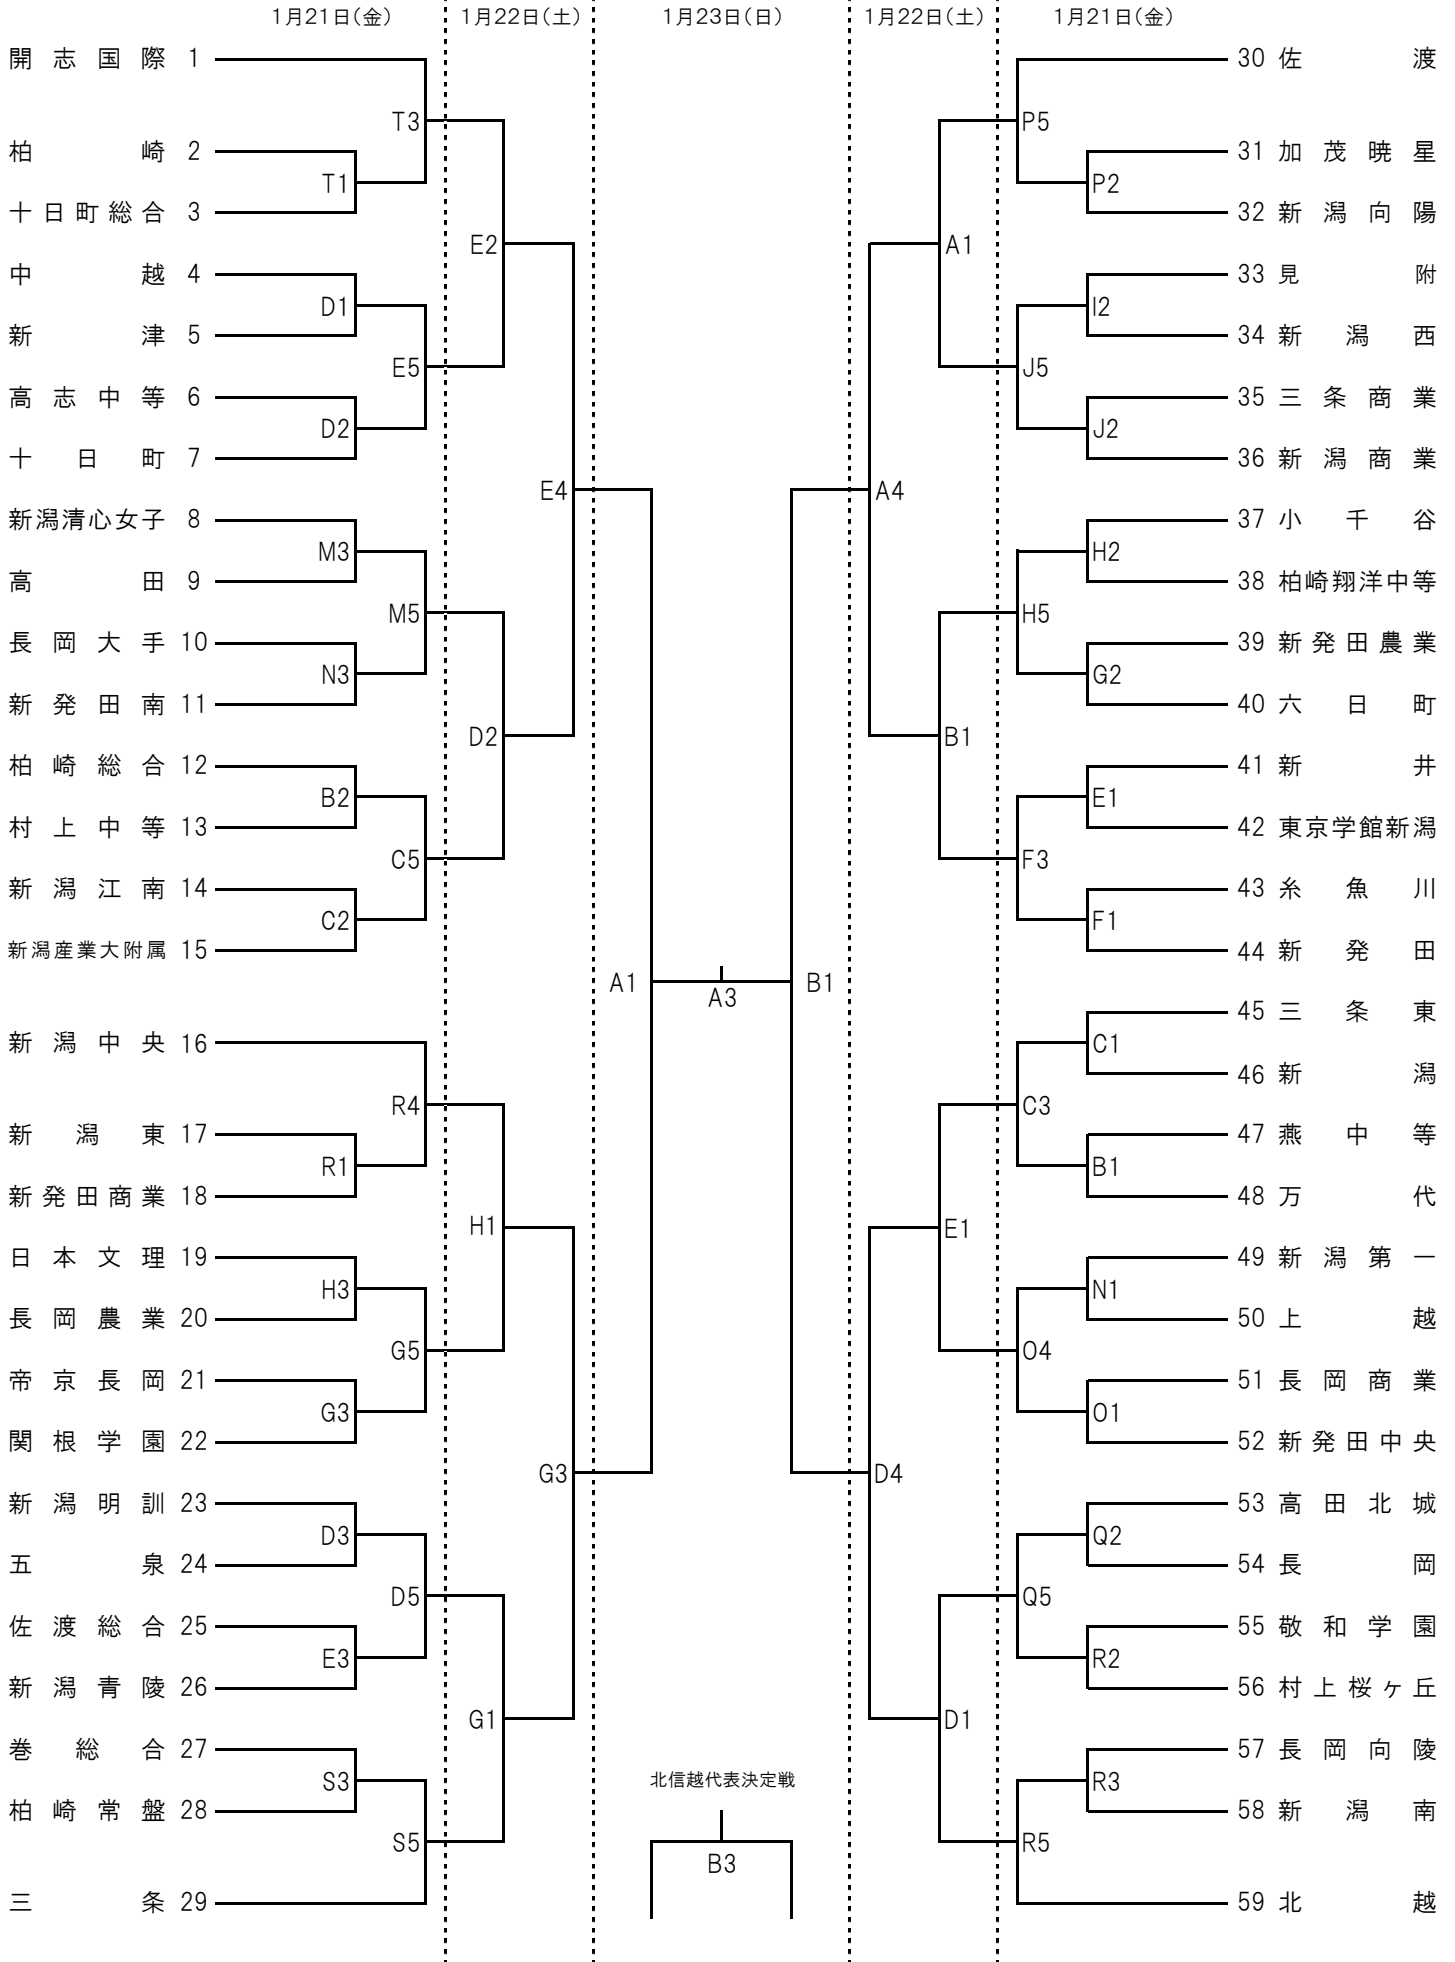 1月21日(金) 1月22日(土) 1月23日(日) 1月22日(土) 1月21日(金)
開志国際 1
T3
柏崎 2
T1
十日町総合 3
E2
中越 4
D1
新津 5
E5
高志中等 6
D2
十日町 7
E4
新潟清心女子 8
M3
高田 9
M5
長岡大手 10
N3
新発田南 11
D2
柏崎総合 12
B2
村上中等 13
C5
新潟江南 14
C2
新潟産業大附属 15
A1
新潟中央 16
R4
新潟東 17
R1
新発田商業 18
H1
日本文理 19
H3
長岡農業 20
G5
帝京長岡 21
G3
関根学園 22
G3
新潟明訓 23
D3
五泉 24
D5
佐渡総合 25
E3
新潟青陵 26
G1
巻総合 27
S3
柏崎常盤 28
S5
三条 29
A3
北信越代表決定戦
B3
30 佐渡
P5
31 加茂暁星
P2
32 新潟向陽
A1
33 見附
I2
34 新潟西
J5
35 三条商業
J2
36 新潟商業
A4
37 小千谷
H2
38 柏崎翔洋中等
H5
39 新発田農業
G2
40 六日町
B1
41 新井
E1
42 東京学館新潟
F3
43 糸魚川
F1
44 新発田
B1
45 三条東
C1
46 新潟
C3
47 燕中等
B1
48 万代
E1
49 新潟第一
N1
50 上越
O4
51 長岡商業
O1
52 新発田中央
D4
53 高田北城
Q2
54 長岡
Q5
55 敬和学園
R2
56 村上桜ヶ丘
D1
57 長岡向陵
R3
58 新潟南
R5
59 北越